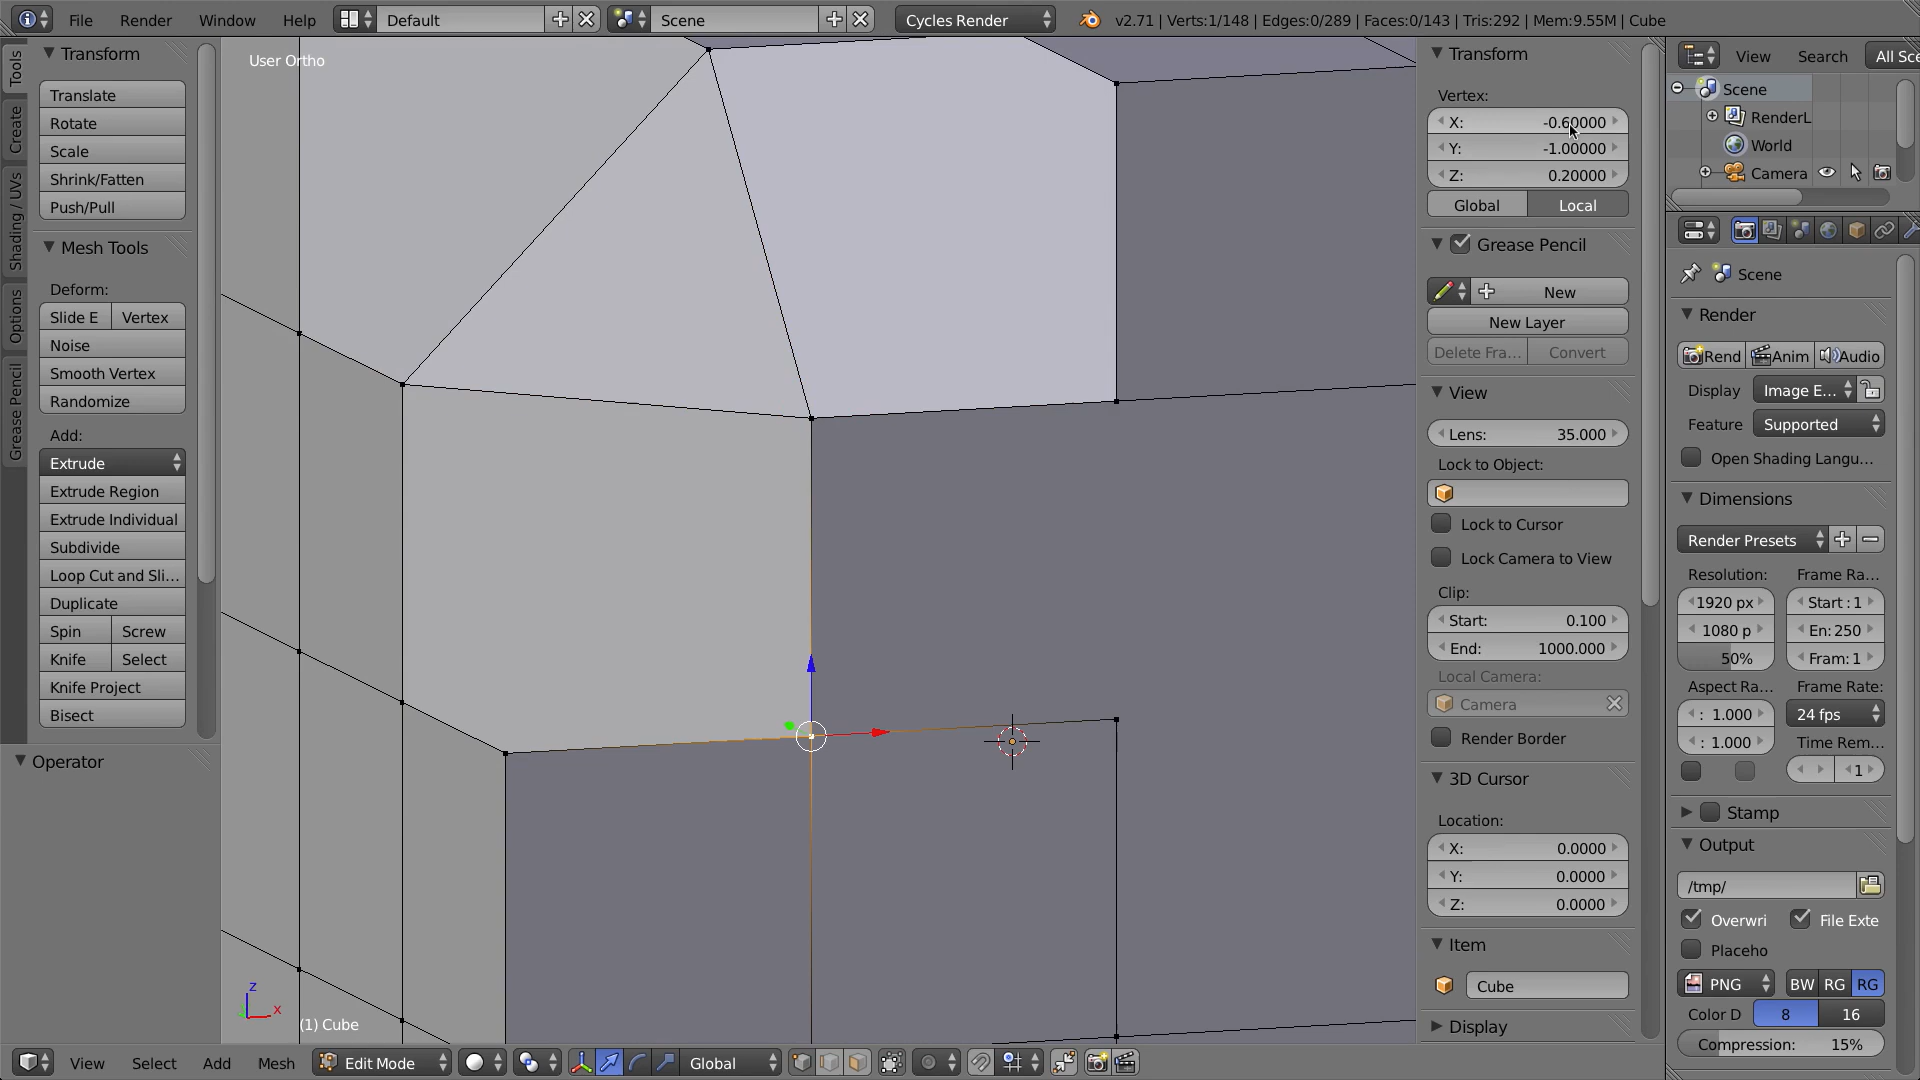 File Render Window Help Default Scene Cycles Render v2.71 | Verts:1/148 | Edges:0/289 | Faces:0/143 | Tris:292 | Mem:9.55M | Cube
Tools
Create
Shading / UVs
Options
Grease Pencil
Transform
Translate
Rotate
Scale
Shrink/Fatten
Push/Pull
Mesh Tools
Deform:
Slide E Vertex
Noise
Smooth Vertex
Randomize
Add:
Extrude
Extrude Region
Extrude Individual
Subdivide
Loop Cut and Sli...
Duplicate
Spin Screw
Knife Select
Knife Project
Bisect
Operator
User Ortho
z
x
(1) Cube
View Select Add Mesh Edit Mode Global
Transform
Vertex:
X: -0.60000
Y: -1.00000
Z: 0.20000
Global Local
Grease Pencil
New
New Layer
Delete Fra... Convert
View
Lens: 35.000
Lock to Object:
Lock to Cursor
Lock Camera to View
Clip:
Start: 0.100
End: 1000.000
Local Camera:
Camera
Render Border
3D Cursor
Location:
X: 0.0000
Y: 0.0000
Z: 0.0000
Item
Cube
Display
View Search All Sce
Scene
RenderL
World
Camera
Scene
Render
Rend Anim Audio
Display Image E...
Feature Supported
Open Shading Langu...
Dimensions
Render Presets
Resolution: Frame Ra...
1920 px Start : 1
1080 p En: 250
50% Fram: 1
Aspect Ra... Frame Rate:
: 1.000 24 fps
: 1.000 Time Rem...
1
Stamp
Output
/tmp/
Overwri File Exte
Placeho
PNG BW RG RG
Color D 8 16
Compression: 15%